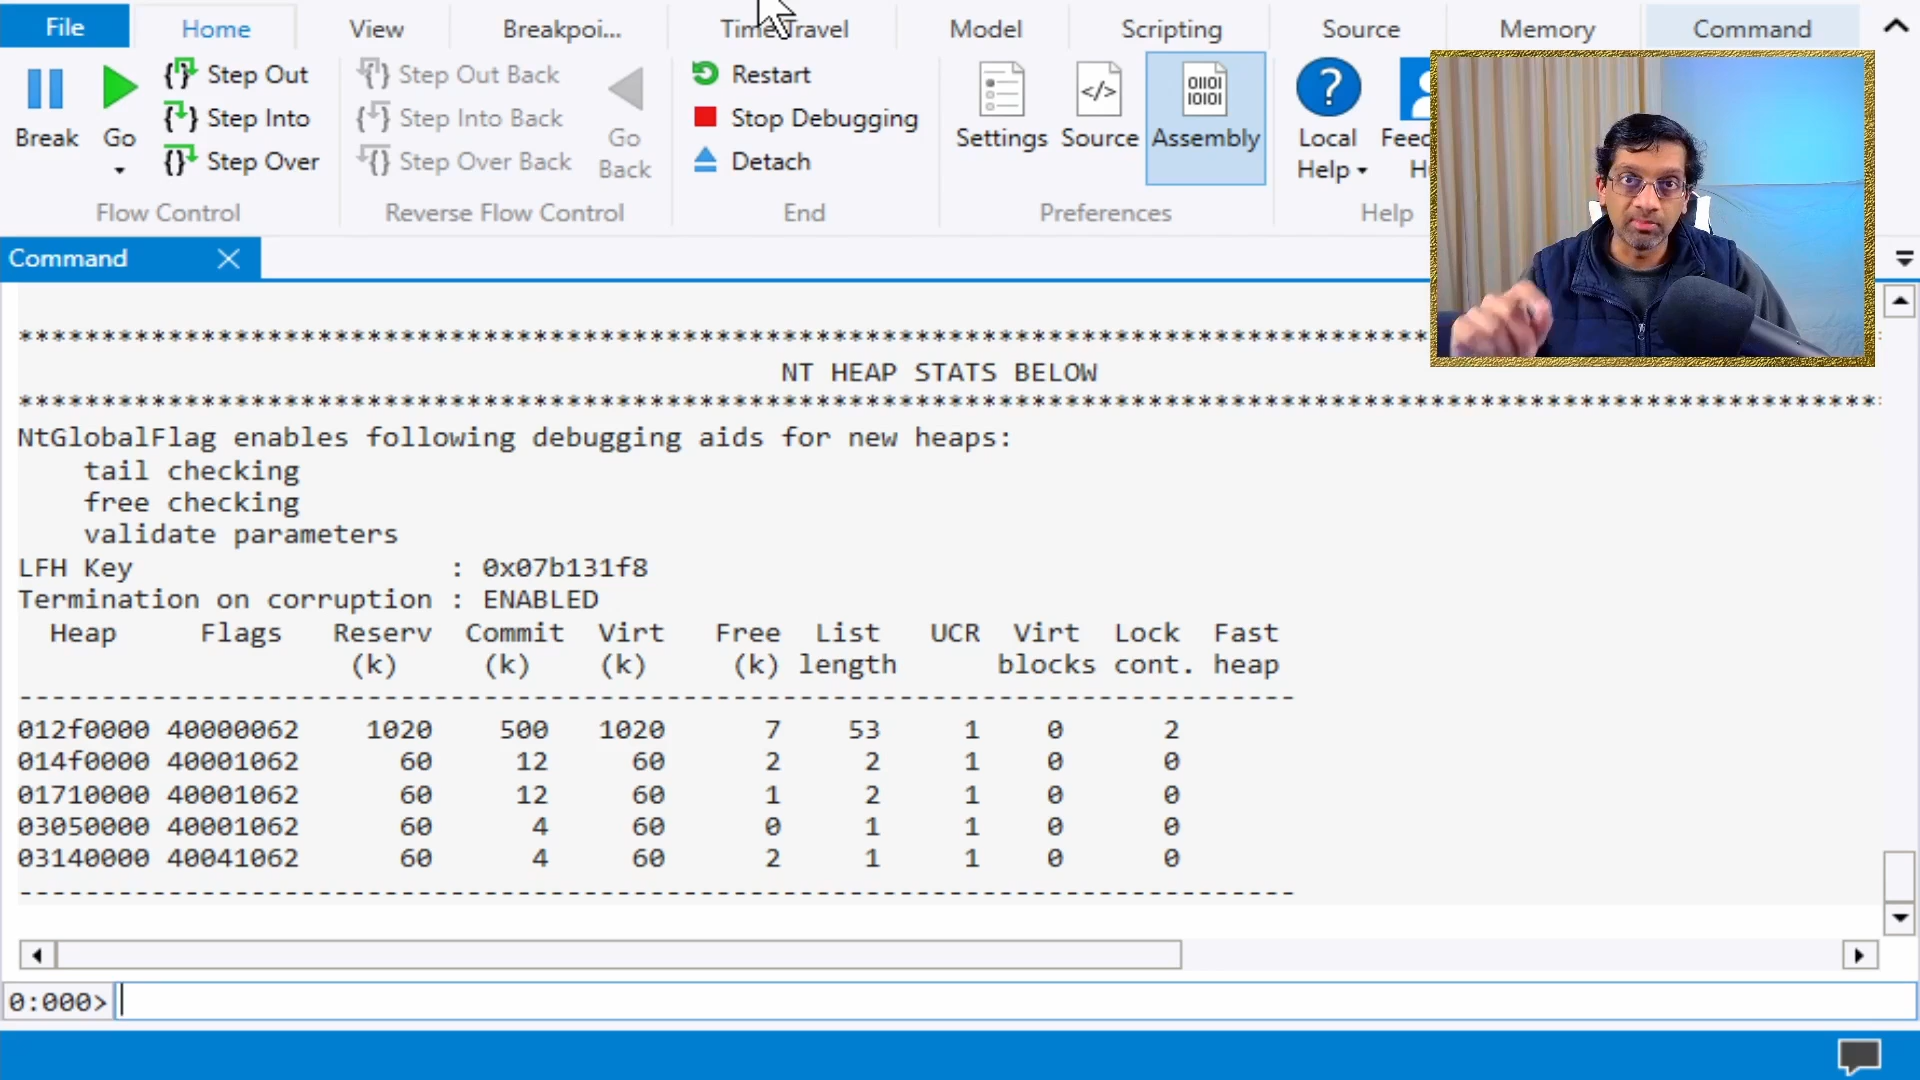 File Home View Breakpoi... Time Travel Model Scripting Source Memory Command
Break
Go
Step Out
Step Into
Step Over
Flow Control
Step Out Back
Step Into Back
Step Over Back
Go
Back
Reverse Flow Control
Restart
Stop Debugging
Detach
End
Settings
Source
Assembly
Preferences
Local
Help
Help
Command
NT HEAP STATS BELOW
NtGlobalFlag enables following debugging aids for new heaps:
tail checking
free checking
validate parameters
LFH Key : 0x07b131f8
Termination on corruption : ENABLED
Heap Flags Reserv Commit Virt Free List UCR Virt Lock Fast
(k) (k) (k) (k) length blocks cont. heap
012f0000 40000062 1020 500 1020 7 53 1 0 2
014f0000 40001062 60 12 60 2 2 1 0 0
01710000 40001062 60 12 60 1 2 1 0 0
03050000 40001062 60 4 60 0 1 1 0 0
03140000 40041062 60 4 60 2 1 1 0 0
0:000>